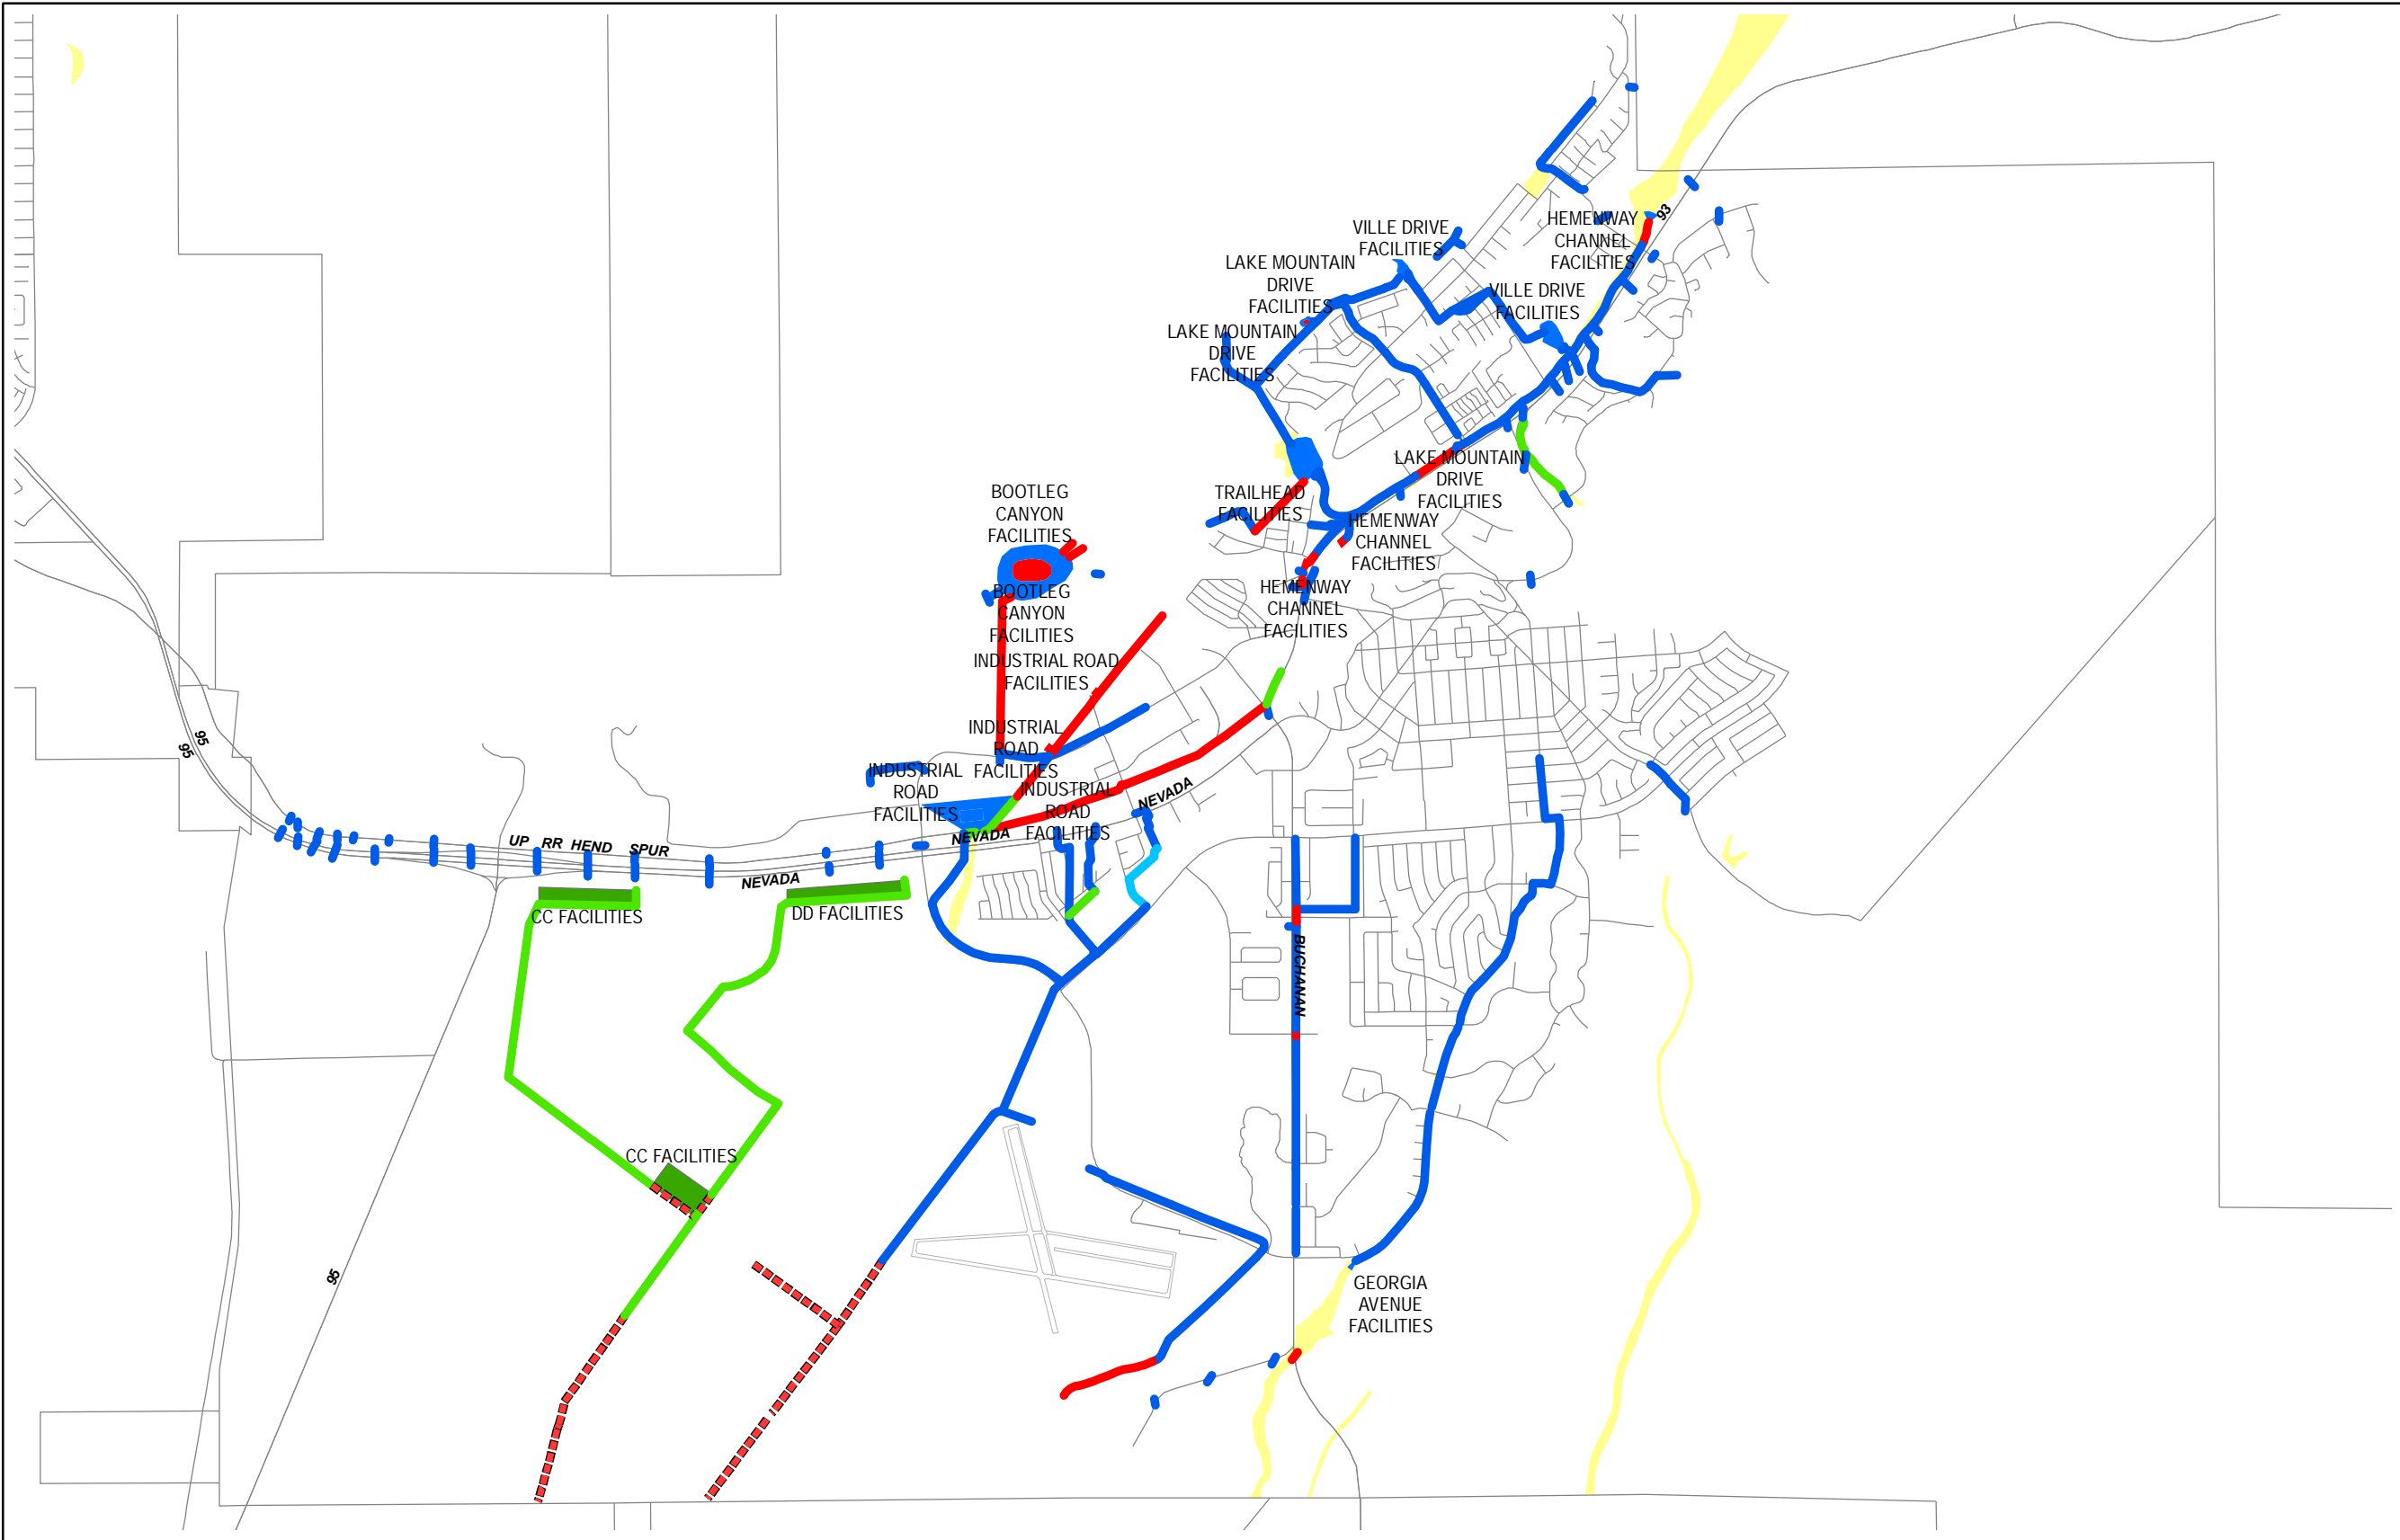 93
HEMENWAY
CHANNEL
FACILITIES
VILLE DRIVE
FACILITIES
LAKE MOUNTAIN
DRIVE
FACILITIES
VILLE DRIVE
FACILITIES
LAKE MOUNTAIN
DRIVE
FACILITIES
LAKE MOUNTAIN
DRIVE
FACILITIES
BOOTLEG
CANYON
FACILITIES
TRAILHEAD
FACILITIES
HEMENWAY
CHANNEL
FACILITIES
BOOTLEG
CANYON
FACILITIES
HEMENWAY
CHANNEL
FACILITIES
INDUSTRIAL ROAD
FACILITIES
95
95
INDUSTRIAL
ROAD
FACILITIES
INDUSTRIAL
ROAD
FACILITIES
INDUSTRIAL
ROAD
FACILITIES
NEVADA
NEVADA
UP RR HEND SPUR
NEVADA
CC FACILITIES
DD FACILITIES
BUCHANAN
CC FACILITIES
95
GEORGIA
AVENUE
FACILITIES